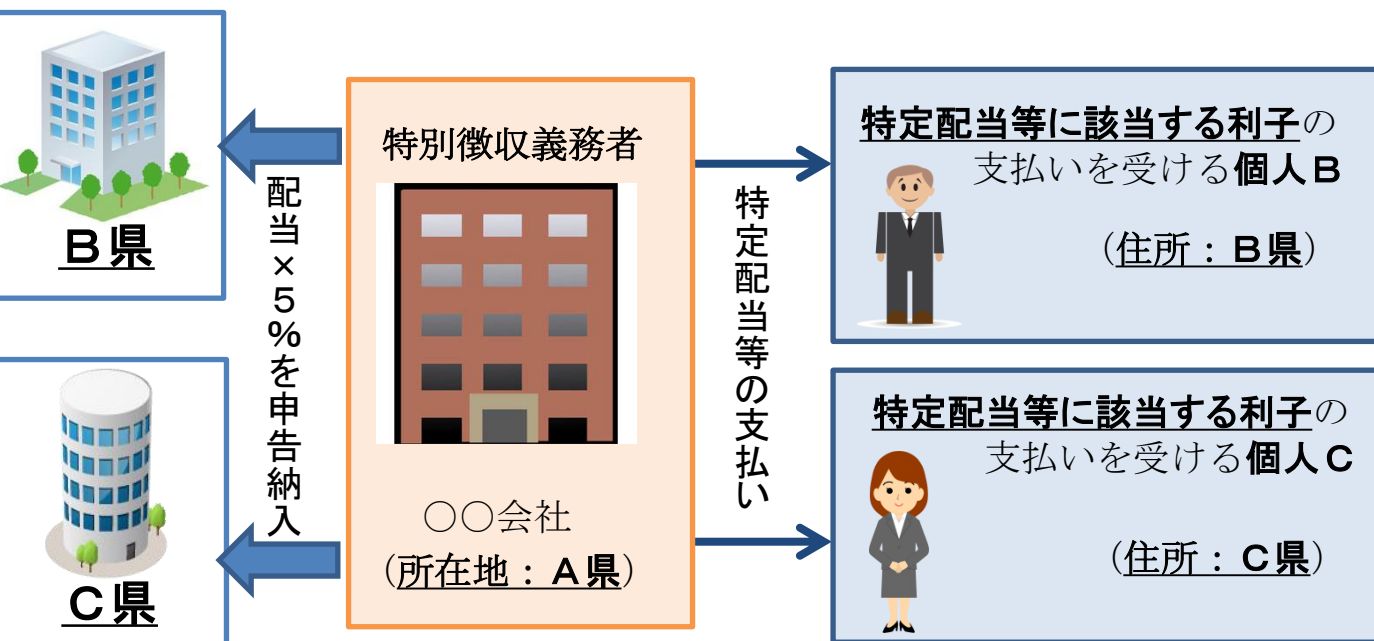 B県
C県
配当×5%を申告納入
特別徴収義務者
○○会社
(所在地:A県)
特定配当等の支払い
特定配当等に該当する利子の
支払いを受ける個人B
(住所:B県)
特定配当等に該当する利子の
支払いを受ける個人C
(住所:C県)